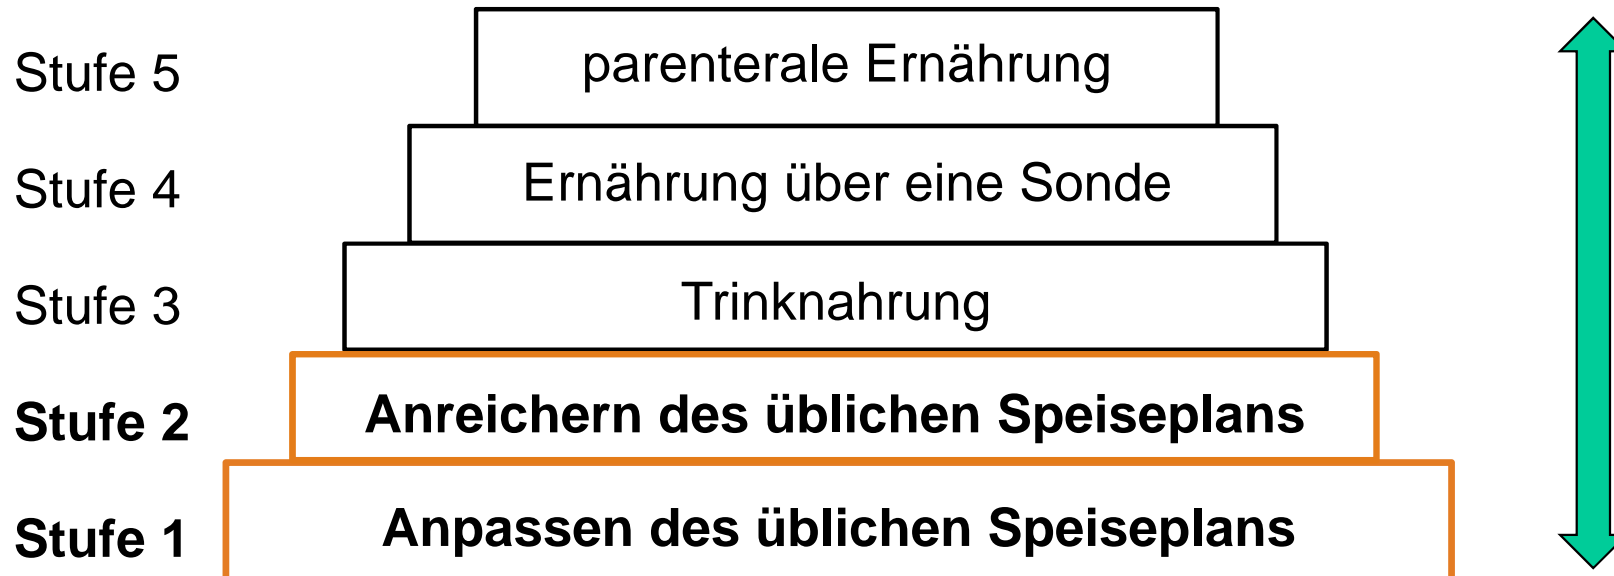 Stufe 5 parenterale Ernährung
Stufe 4 Ernährung über eine Sonde
Stufe 3 Trinknahrung
Stufe 2 Anreichern des üblichen Speiseplans
Stufe 1 Anpassen des üblichen Speiseplans